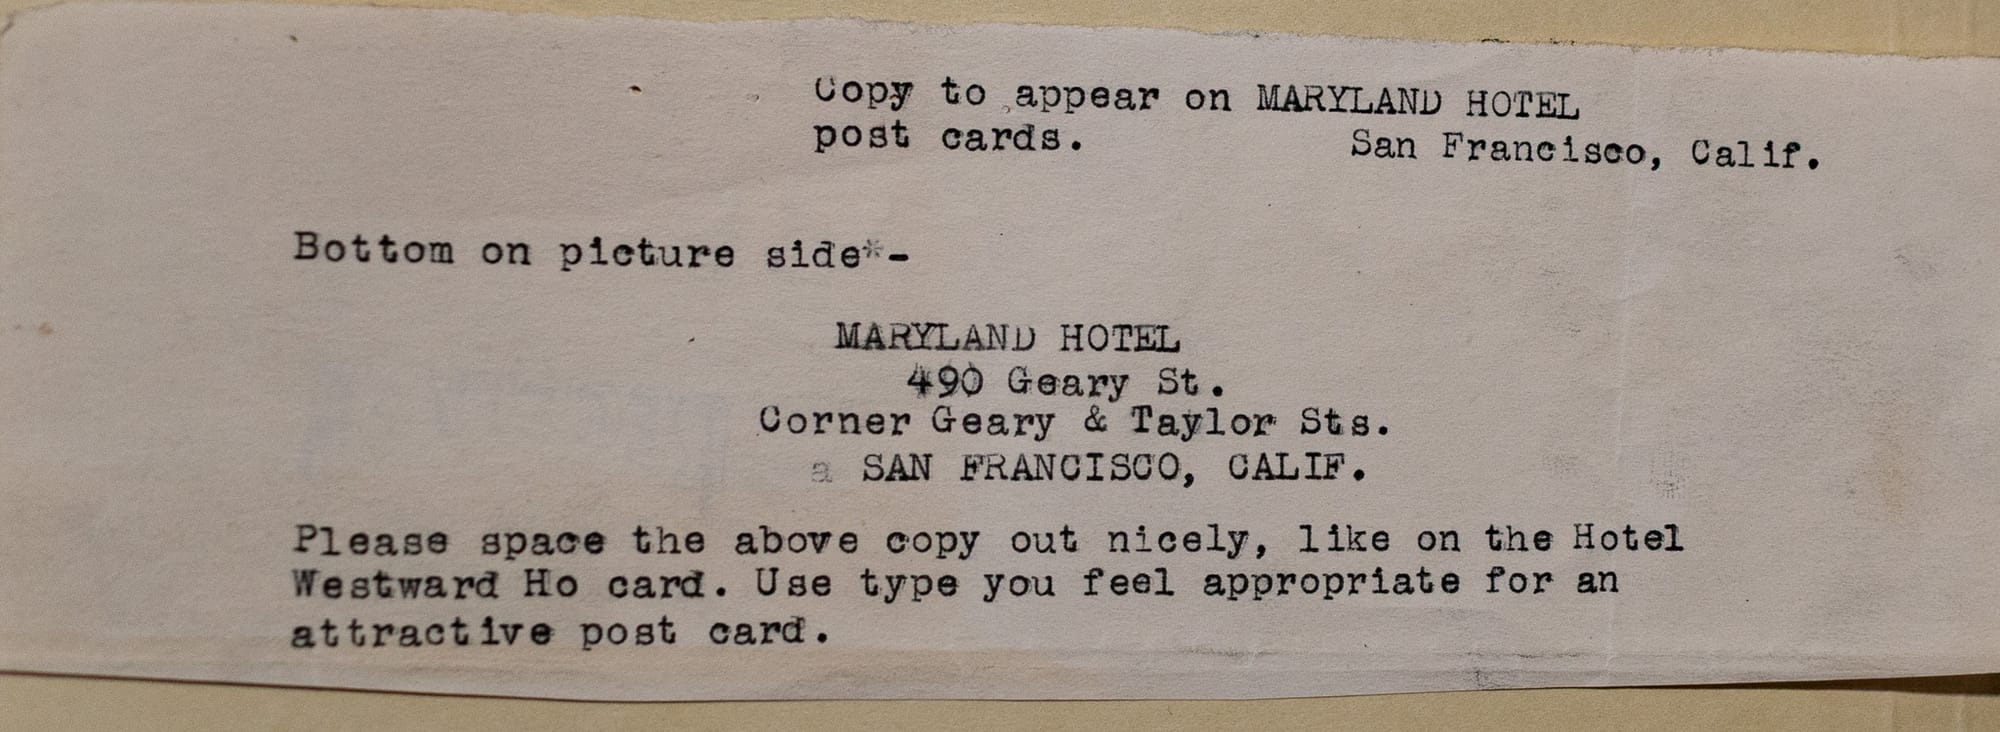 Copy to appear on MARYLAND HOTEL
post cards. San Francisco, Calif.
Bottom on picture side*-
MARYLAND HOTEL
490 Geary St.
Corner Geary & Taylor Sts.
a SAN FRANCISCO, CALIF.
Please space the above copy out nicely, like on the Hotel
Westward Ho card. Use type you feel appropriate for an
attractive post card.